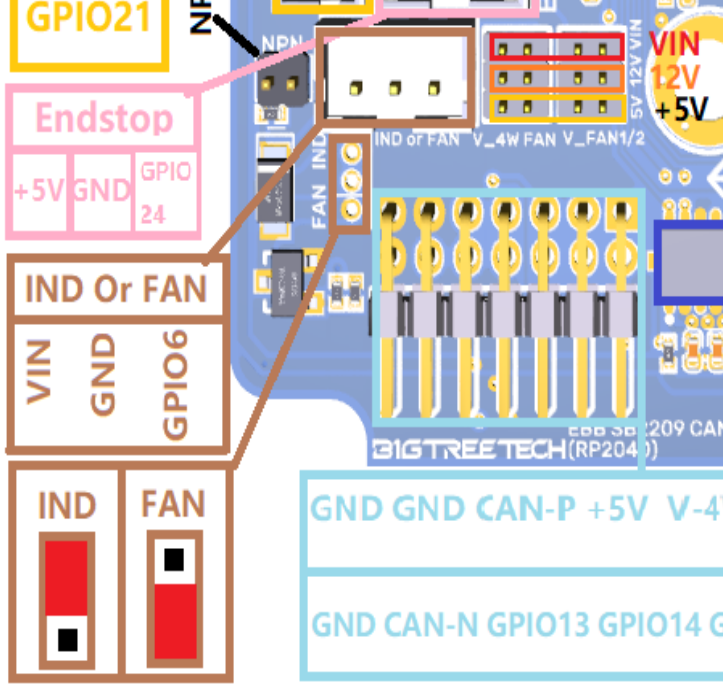 GPIO21
NP
NPN
VIN
12V
+5V
5V 12V VIN
IND or FAN V_4W FAN V_FAN1/2
Endstop
+5V GND GPIO
24
FAN IND
IND Or FAN
VIN GND GPIO6
IND FAN
EBB SB2209 CAN
BIGTREETECH (RP2040)
GND GND CAN-P +5V V-4
GND CAN-N GPIO13 GPIO14 G